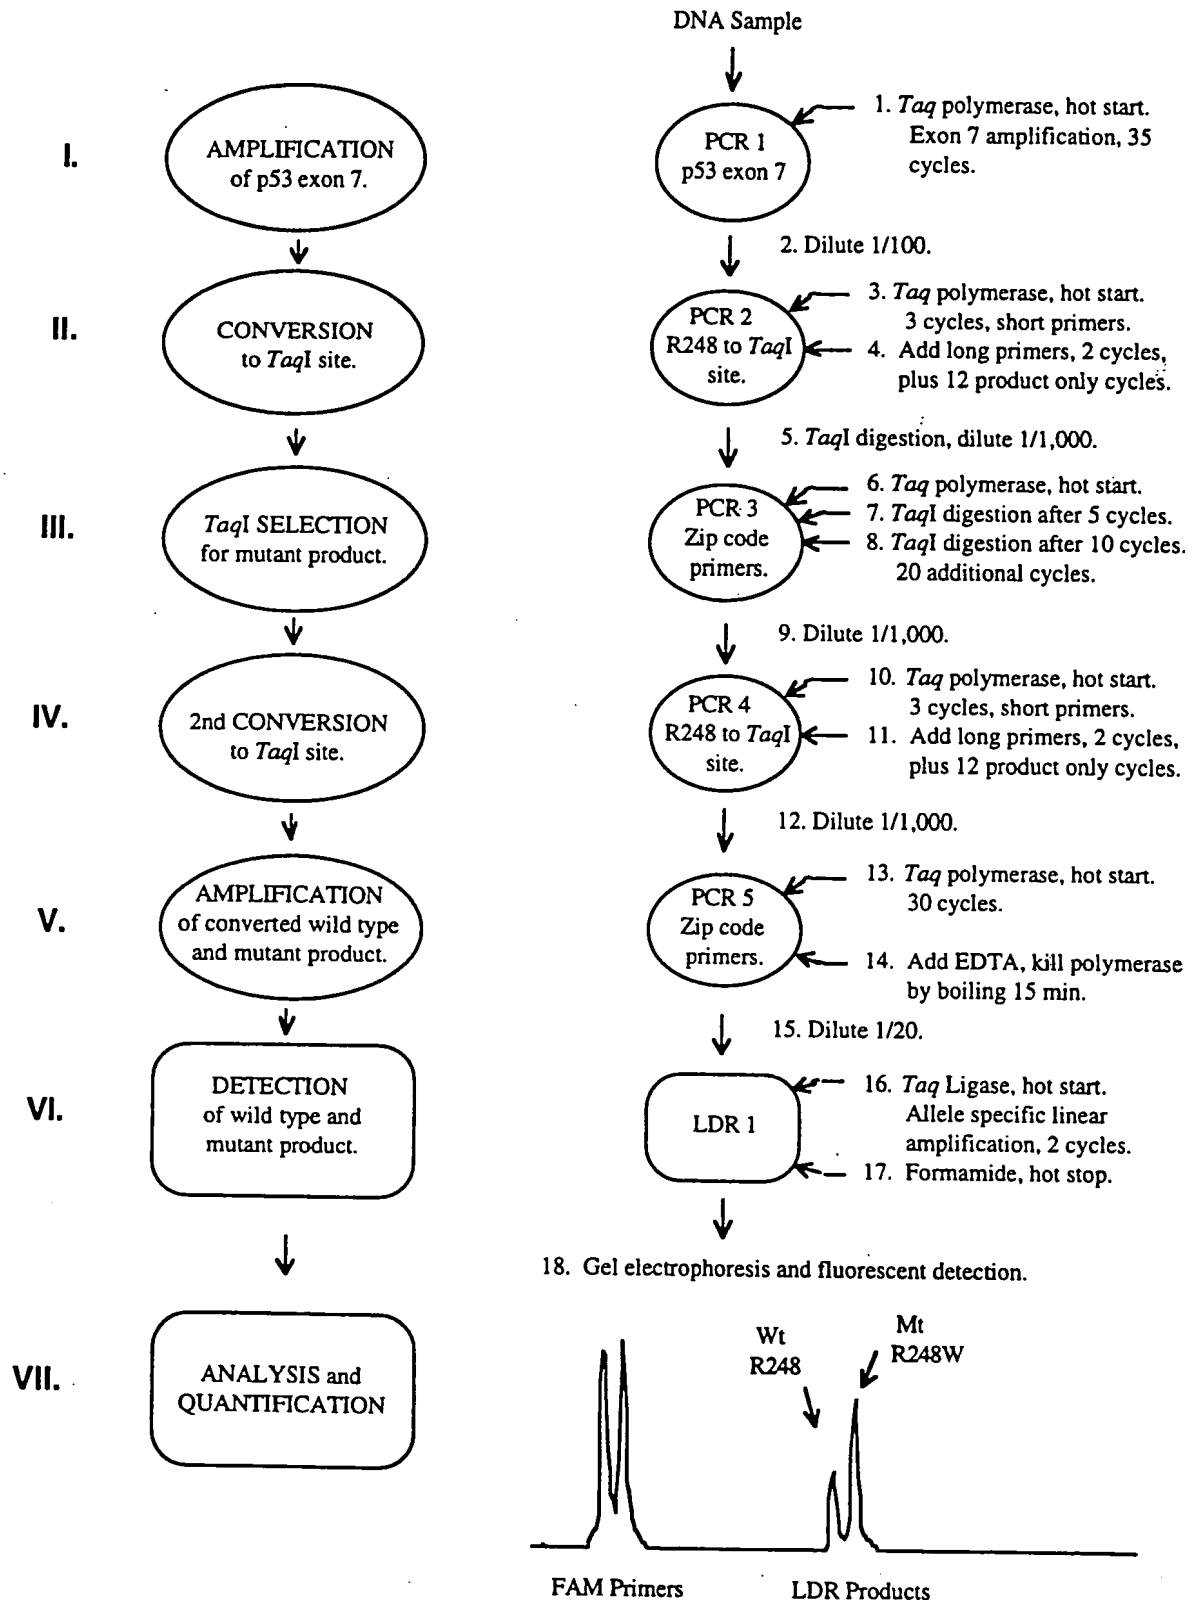 DNA Sample
I.
AMPLIFICATION
of p53 exon 7.
PCR 1
p53 exon 7
1. Taq polymerase, hot start.
Exon 7 amplification, 35
cycles.
2. Dilute 1/100.
II.
CONVERSION
to TaqI site.
PCR 2
R248 to TaqI
site.
3. Taq polymerase, hot start.
3 cycles, short primers.
4. Add long primers, 2 cycles,
plus 12 product only cycles.
5. TaqI digestion, dilute 1/1,000.
III.
TaqI SELECTION
for mutant product.
PCR 3
Zip code
primers.
6. Taq polymerase, hot start.
7. TaqI digestion after 5 cycles.
8. TaqI digestion after 10 cycles.
20 additional cycles.
9. Dilute 1/1,000.
IV.
2nd CONVERSION
to TaqI site.
PCR 4
R248 to TaqI
site.
10. Taq polymerase, hot start.
3 cycles, short primers.
11. Add long primers, 2 cycles,
plus 12 product only cycles.
12. Dilute 1/1,000.
V.
AMPLIFICATION
of converted wild type
and mutant product.
PCR 5
Zip code
primers.
13. Taq polymerase, hot start.
30 cycles.
14. Add EDTA, kill polymerase
by boiling 15 min.
15. Dilute 1/20.
VI.
DETECTION
of wild type and
mutant product.
LDR 1
16. Taq Ligase, hot start.
Allele specific linear
amplification, 2 cycles.
17. Formamide, hot stop.
18. Gel electrophoresis and fluorescent detection.
VII.
ANALYSIS and
QUANTIFICATION
Wt
R248
Mt
R248W
FAM Primers
LDR Products